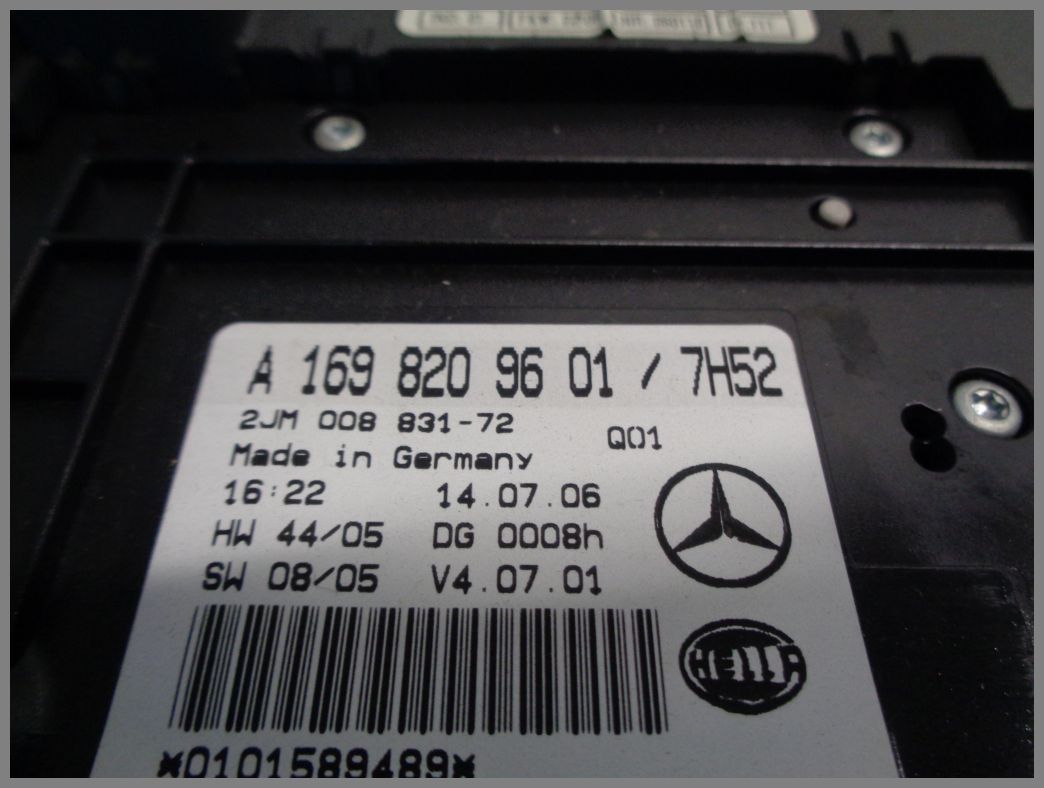 A 169 820 96 01 / 7H52
2JM 008 831-72
Q01
Made in Germany
16:22 14.07.06
HW 44/05 DG 0008h
SW 08/05 V4.07.01
HELLA
*0101589489*